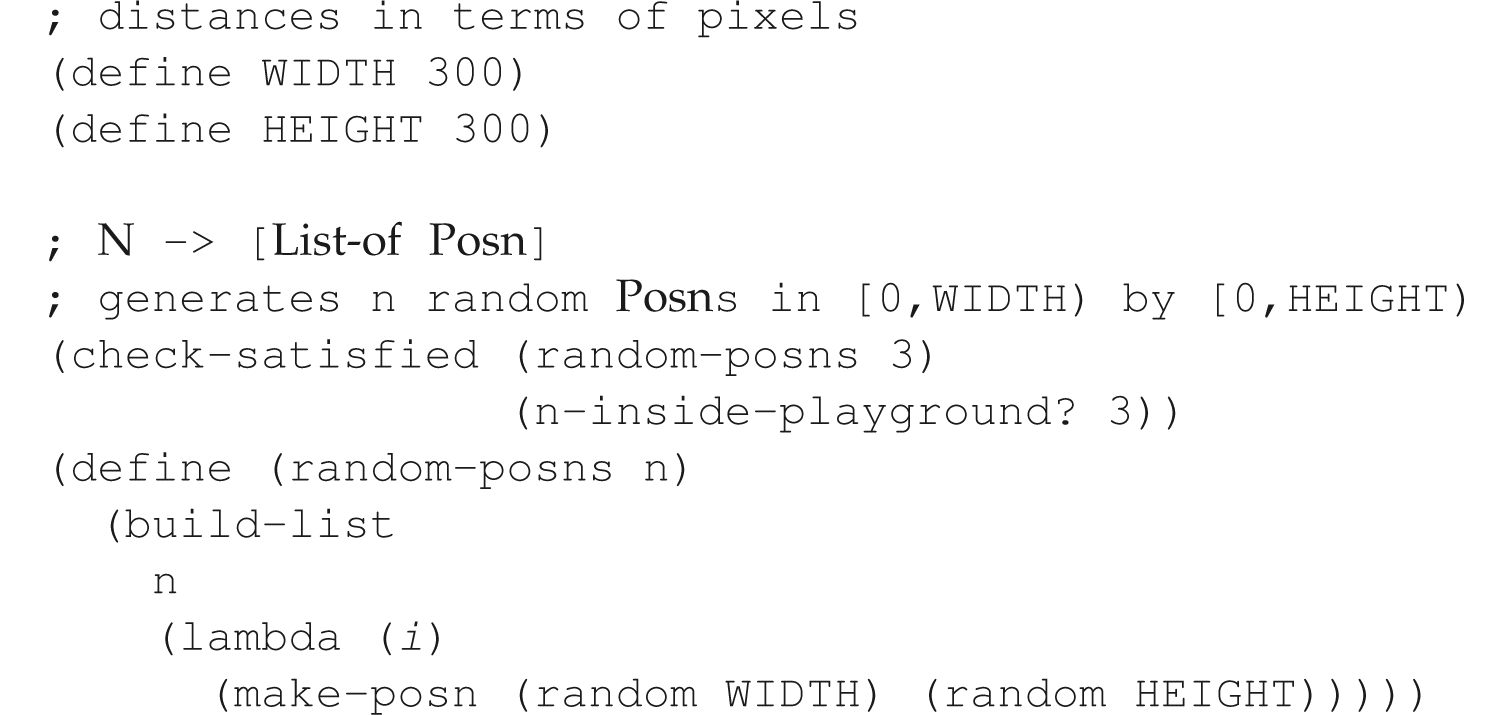 ; distances in terms of pixels
(define WIDTH 300)
(define HEIGHT 300)

; N -> [List-of Posn]
; generates n random Posns in [0,WIDTH) by [0,HEIGHT)
(check-satisfied (random-posns 3)
                 (n-inside-playground? 3))
(define (random-posns n)
  (build-list
    n
    (lambda (i)
      (make-posn (random WIDTH) (random HEIGHT)))))